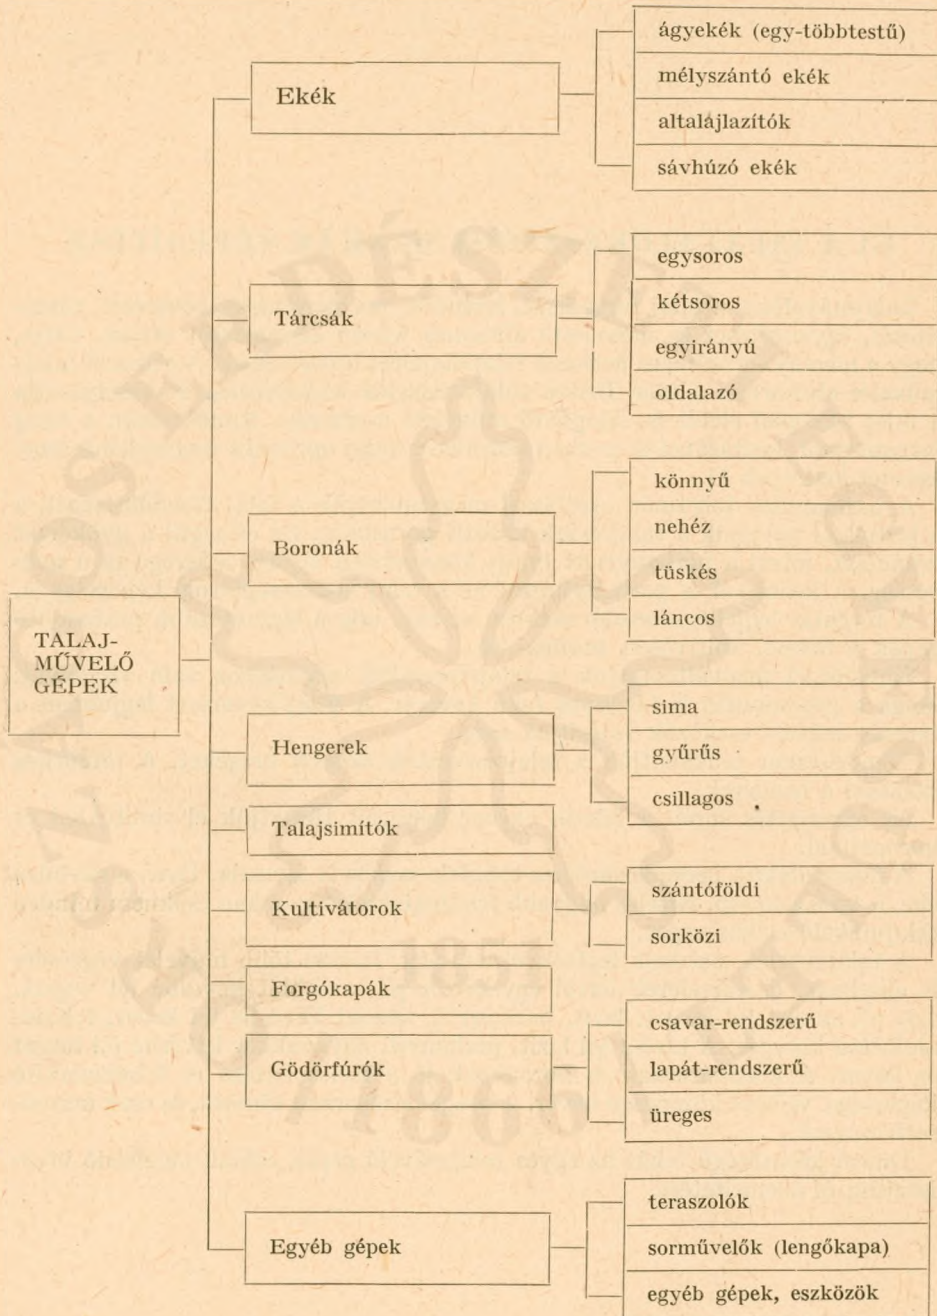 TALAJ-
MŰVELŐ
GÉPEK
Ekék
ágyekék (egy-többtestű)
mélyszántó ekék
altalajlazítók
sávhúzó ekék
Tárcsák
egysoros
kétsoros
egyirányú
oldalazó
Boronák
könnyű
nehéz
tüskés
láncos
Hengerek
sima
gyűrűs
csillagos
Talajsimítók
Kultivátorok
szántóföldi
sorközi
Forgókapák
Gödörfúrók
csavar-rendszerű
lapát-rendszerű
üreges
Egyéb gépek
teraszolók
sorművelők (lengőkapa)
egyéb gépek, eszközök
1851
1866